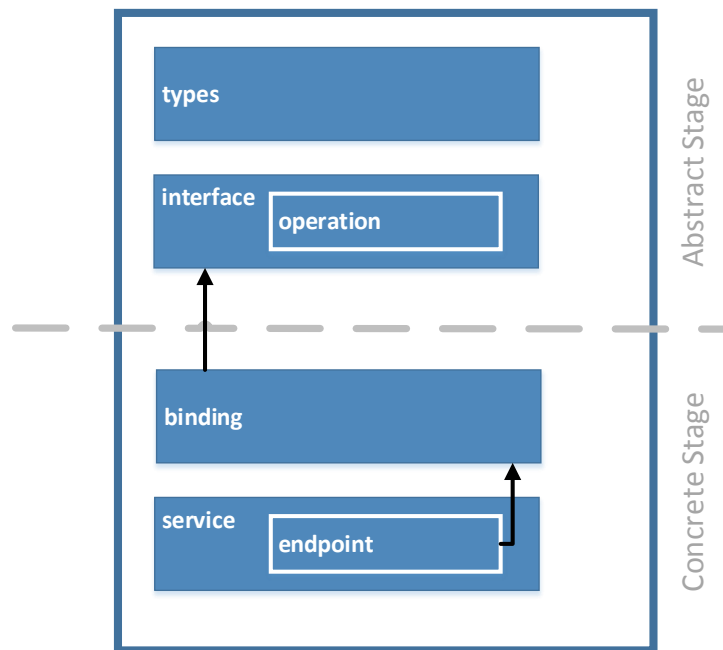 types
interface
operation
Abstract Stage
binding
service
endpoint
Concrete Stage